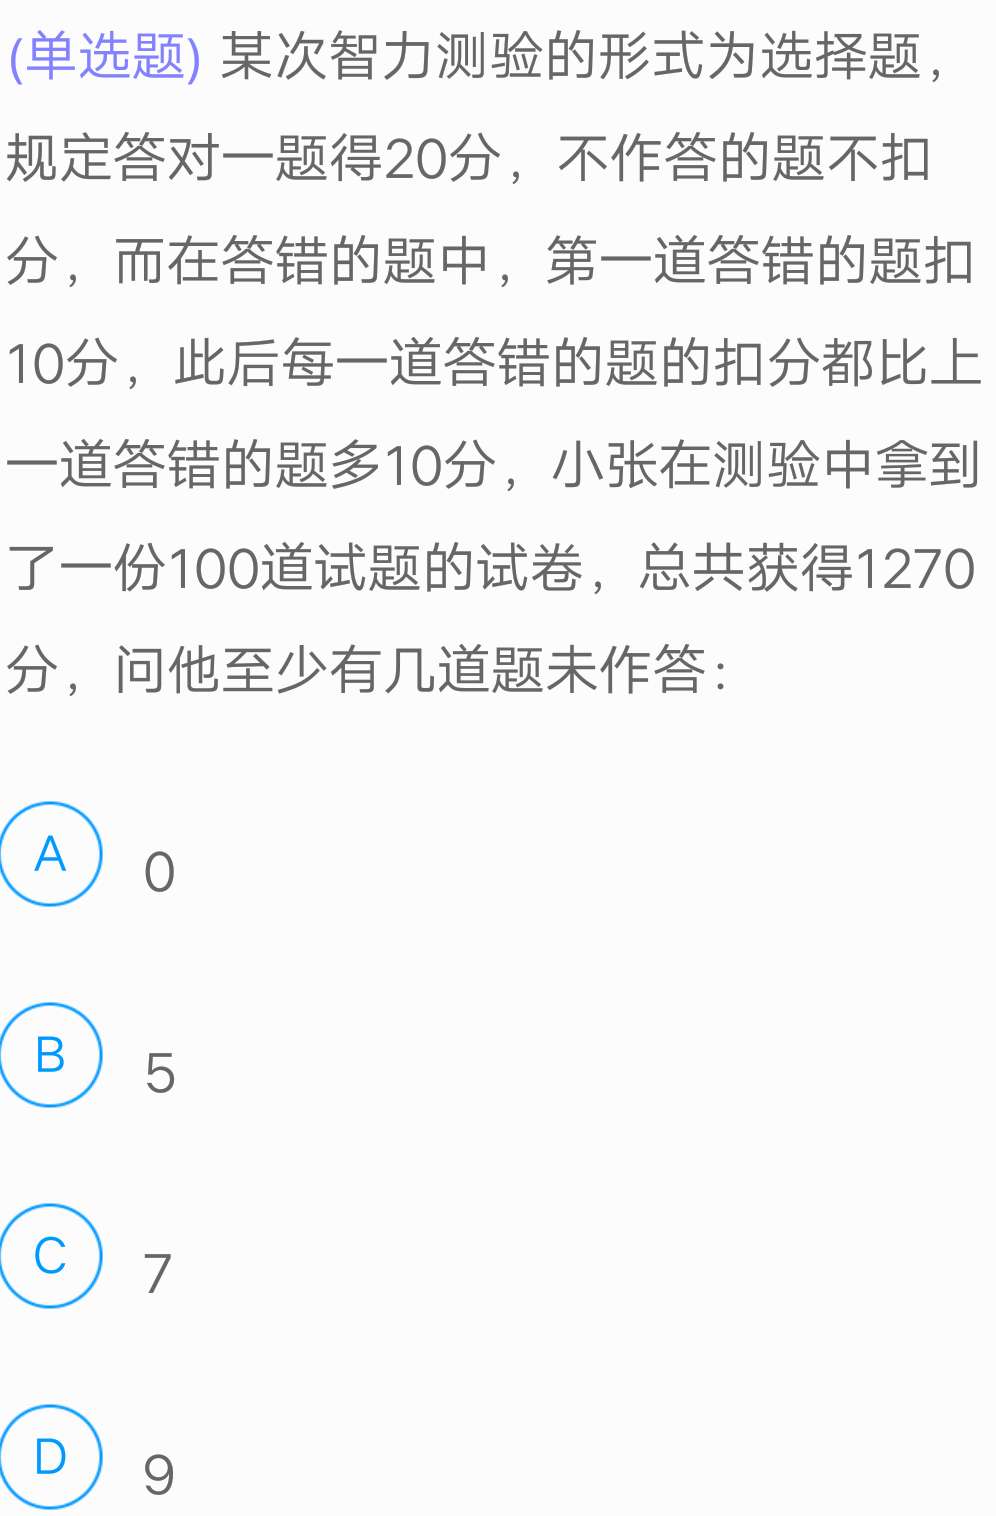 (单选题) 某次智力测验的形式为选择题，
规定答对一题得20分，不作答的题不扣
分，而在答错的题中，第一道答错的题扣
10分，此后每一道答错的题的扣分都比上
一道答错的题多10分，小张在测验中拿到
了一份100道试题的试卷，总共获得1270
分，问他至少有几道题未作答：
A 0
B 5
C 7
D 9